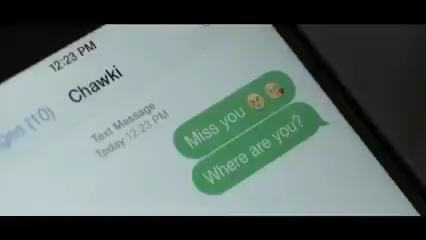 12:23 PM
(10)
Chawki
Text Message
Today 12:23 PM
Miss you 😢😘
Where are you?